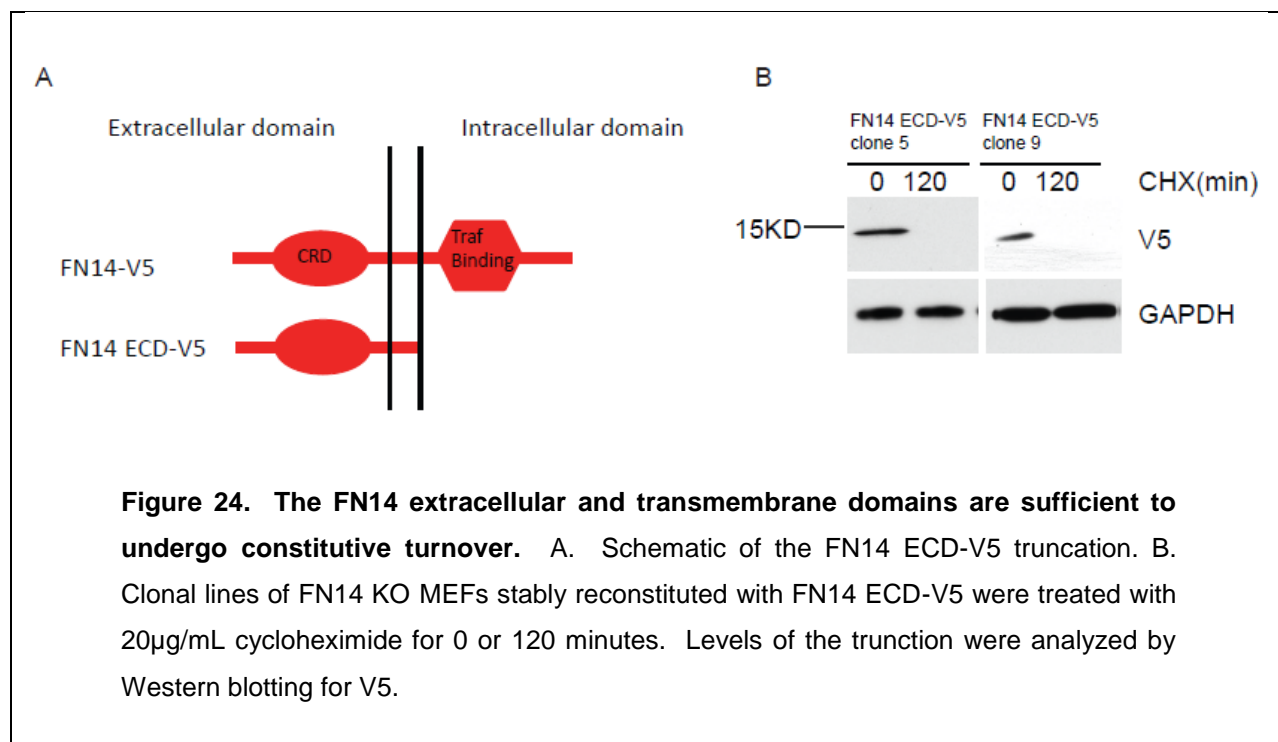 A
Extracellular domain
Intracellular domain
FN14-V5
CRD
Traf
Binding
FN14 ECD-V5
B
FN14 ECD-V5
clone 5
FN14 ECD-V5
clone 9
0 120 0 120 CHX(min)
15KD
V5
GAPDH
Figure 24. The FN14 extracellular and transmembrane domains are sufficient to
undergo constitutive turnover. A. Schematic of the FN14 ECD-V5 truncation. B.
Clonal lines of FN14 KO MEFs stably reconstituted with FN14 ECD-V5 were treated with
20µg/mL cycloheximide for 0 or 120 minutes. Levels of the trunction were analyzed by
Western blotting for V5.